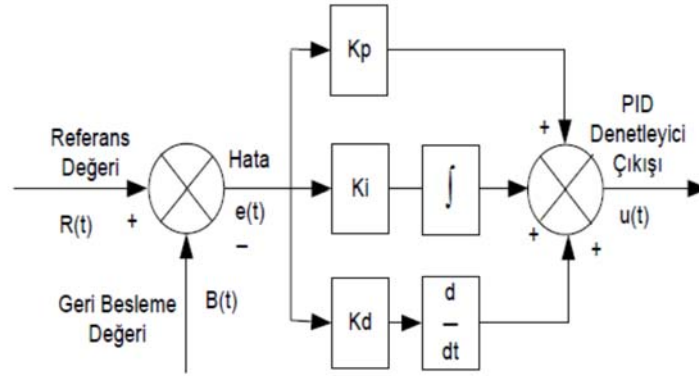 Kp
Referans
Değeri
Hata
R(t)
+
e(t)
−
Geri Besleme
Değeri
B(t)
Ki
∫
Kd
d
dt
+
+
+
PID
Denetleyici
Çıkışı
u(t)